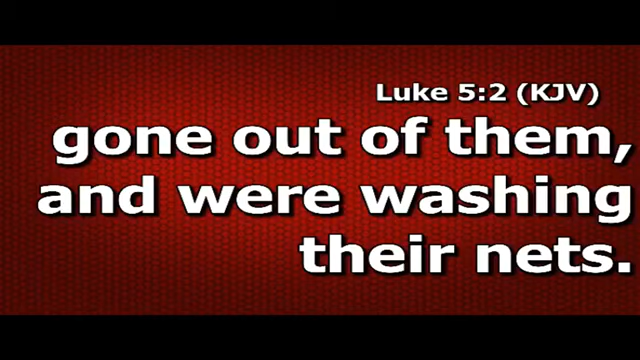 Luke 5:2 (KJV)
gone out of them,
and were washing
their nets.